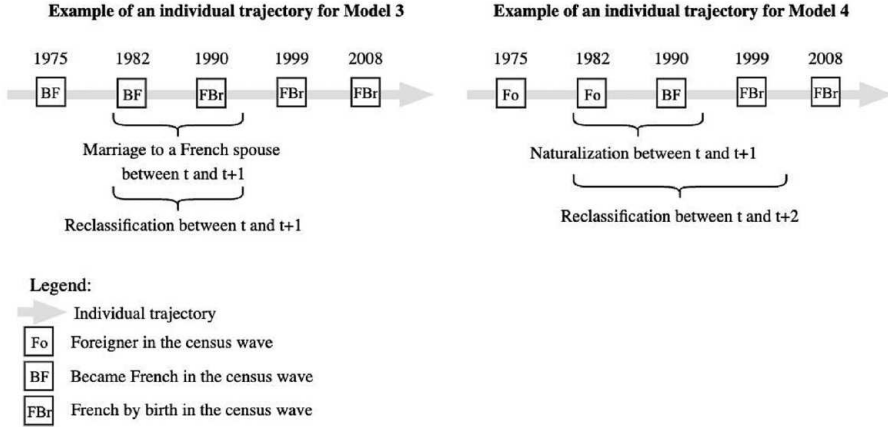 Example of an individual trajectory for Model 3
1975 1982 1990 1999 2008
BF BF FBr FBr FBr
Marriage to a French spouse
between t and t+1
Reclassification between t and t+1
Example of an individual trajectory for Model 4
1975 1982 1990 1999 2008
Fo Fo BF FBr FBr
Naturalization between t and t+1
Reclassification between t and t+2
Legend:
Individual trajectory
Fo Foreigner in the census wave
BF Became French in the census wave
FBr French by birth in the census wave